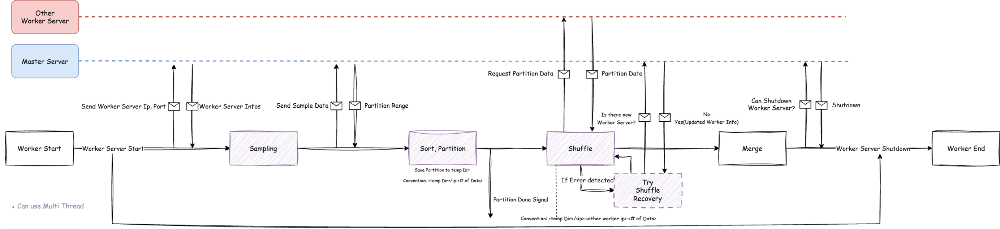 Other
Worker Server
Master Server
Request Partition Data
Partition Data
Send Worker Server Ip, Port
Worker Server Infos
Send Sample Data
Partition Range
Is there new
Worker Server?
No
Yes(Updated Worker Info)
Can Shutdown
Worker Server?
Shutdown
Worker Start
Worker Server Start
Sampling
Sort, Partition
Shuffle
Merge
Worker Server Shutdown
Worker End
Save Partition to temp Dir
Convention: <temp Dir>/ip-<# of Data>
If Error detected
Try
Shuffle
Recovery
Partition Done Signal
• Can use Multi Thread
Convention: <temp Dir>/<ip>-<other worker ip>-<# of Data>